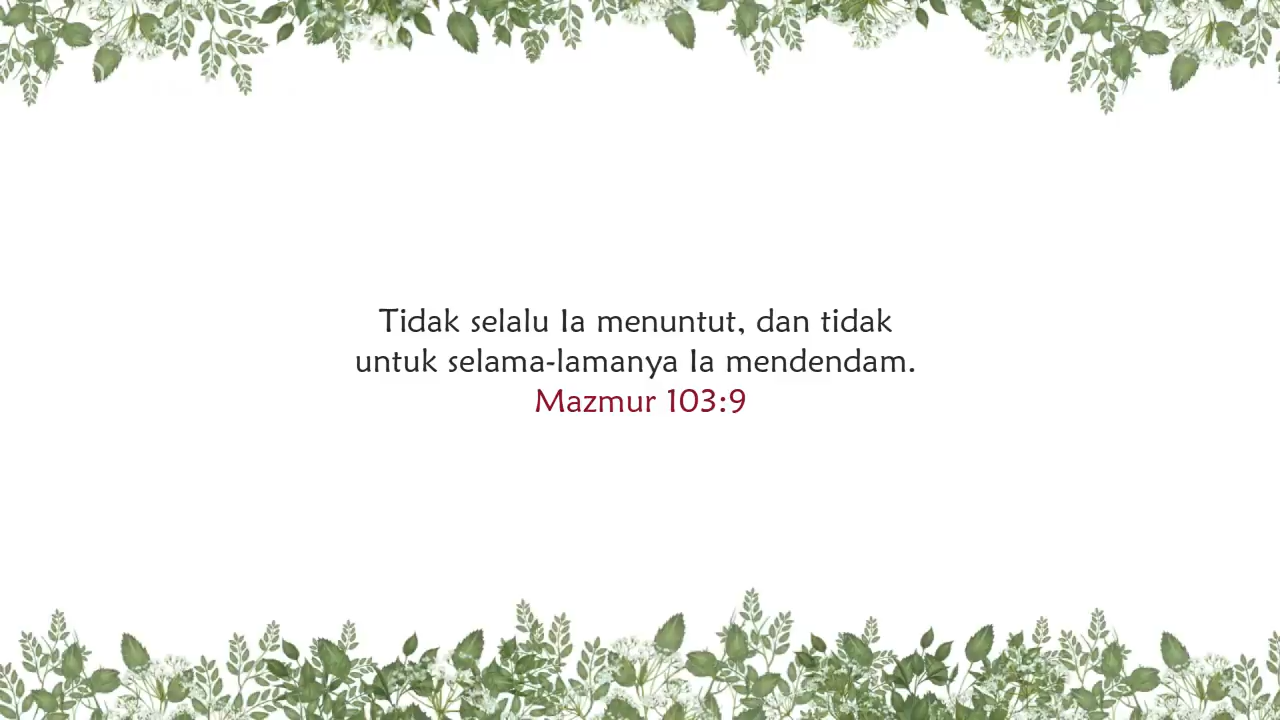 Tidak selalu Ia menuntut, dan tidak
untuk selama-lamanya Ia mendendam.
Mazmur 103:9